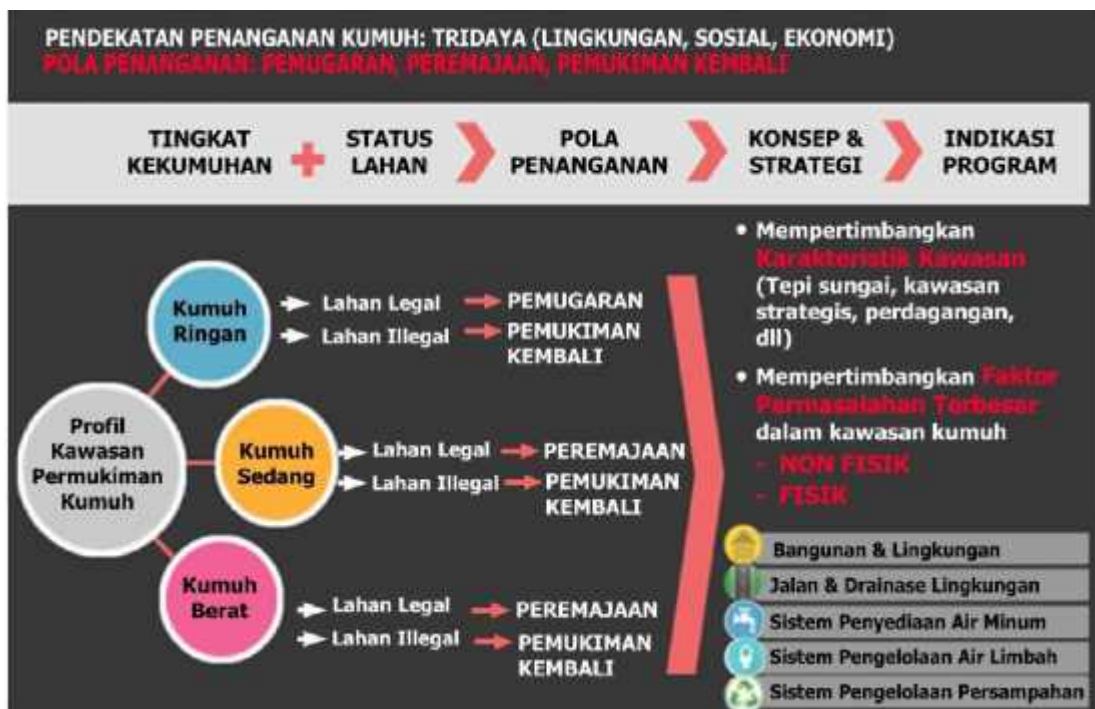 PENDEKATAN PENANGANAN KUMUH: TRIDAYA (LINGKUNGAN, SOSIAL, EKONOMI)
POLA PENANGANAN: PEMUGARAN, PEREMAJAAN, PEMUKIMAN KEMBALI
TINGKAT
KEKUMUHAN
+
STATUS
LAHAN
POLA
PENANGANAN
KONSEP &
STRATEGI
INDIKASI
PROGRAM
Profil
Kawasan
Permukiman
Kumuh
Kumuh
Ringan
Lahan Legal
PEMUGARAN
Lahan Illegal
PEMUKIMAN
KEMBALI
Kumuh
Sedang
Lahan Legal
PEREMAJAAN
Lahan Illegal
PEMUKIMAN
KEMBALI
Kumuh
Berat
Lahan Legal
PEREMAJAAN
Lahan Illegal
PEMUKIMAN
KEMBALI
• Mempertimbangkan
Karakteristik Kawasan
(Tepi sungai, kawasan
strategis, perdagangan,
dll)
• Mempertimbangkan Faktor
Permasalahan Terbesar
dalam kawasan kumuh
- NON FISIK
- FISIK
Bangunan & Lingkungan
Jalan & Drainase Lingkungan
Sistem Penyediaan Air Minum
Sistem Pengelolaan Air Limbah
Sistem Pengelolaan Persampahan